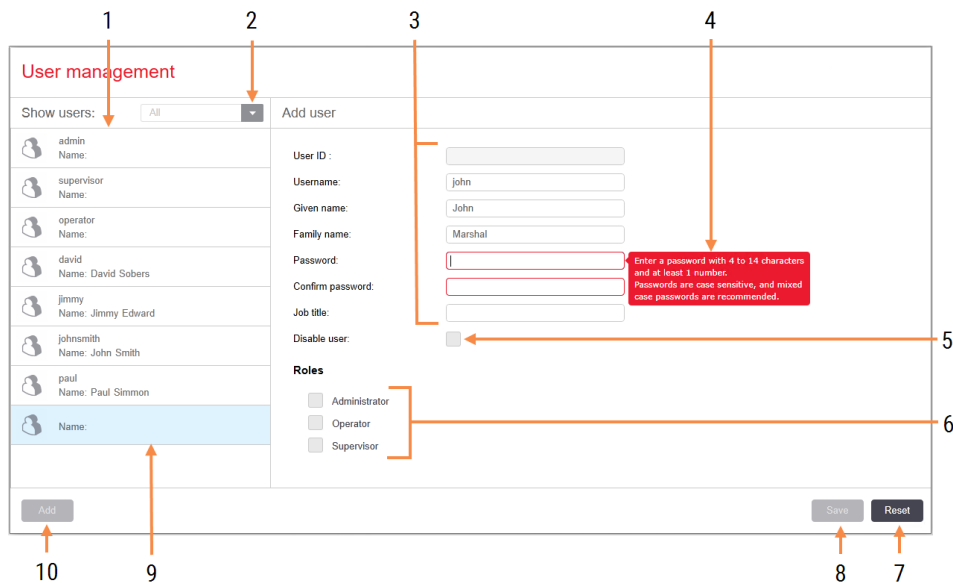 1 2 3 4
User management
Show users: All Add user
admin
Name:
supervisor
Name:
operator
Name:
david
Name: David Sobers
jimmy
Name: Jimmy Edward
johnsmith
Name: John Smith
paul
Name: Paul Simmon
Name:
User ID :
Username: john
Given name: John
Family name: Marshal
Password:
Enter a password with 4 to 14 characters
and at least 1 number.
Passwords are case sensitive, and mixed
case passwords are recommended.
Confirm password:
Job title:
Disable user:
5
Roles
Administrator
Operator
Supervisor
6
Add Save Reset
10 9 8 7